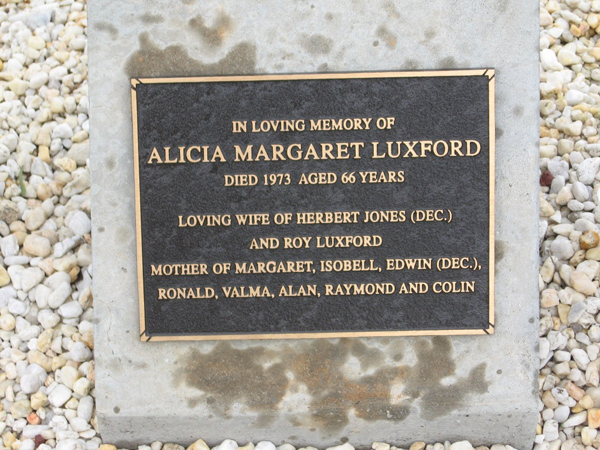 IN LOVING MEMORY OF
ALICIA MARGARET LUXFORD
DIED 1973 AGED 66 YEARS
LOVING WIFE OF HERBERT JONES (DEC.)
AND ROY LUXFORD
MOTHER OF MARGARET, ISOBELL, EDWIN (DEC.),
RONALD, VALMA, ALAN, RAYMOND AND COLIN